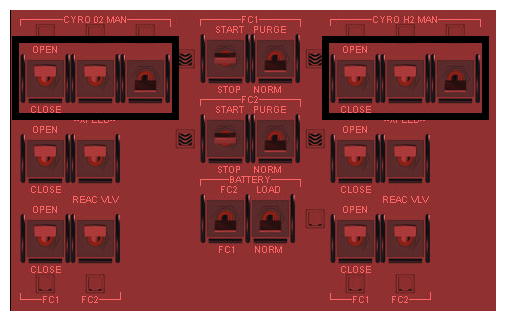 CYRO 02 MAN FC1 CYRO H2 MAN
START PURGE
OPEN OPEN
STOP NORM
CLOSE FC2 CLOSE
START PURGE
OPEN OPEN
STOP NORM
CLOSE BATTERY CLOSE
REAC VLV FC2 LOAD REAC VLV
OPEN OPEN
FC1 NORM
CLOSE CLOSE
FC1 FC2 FC1 FC2